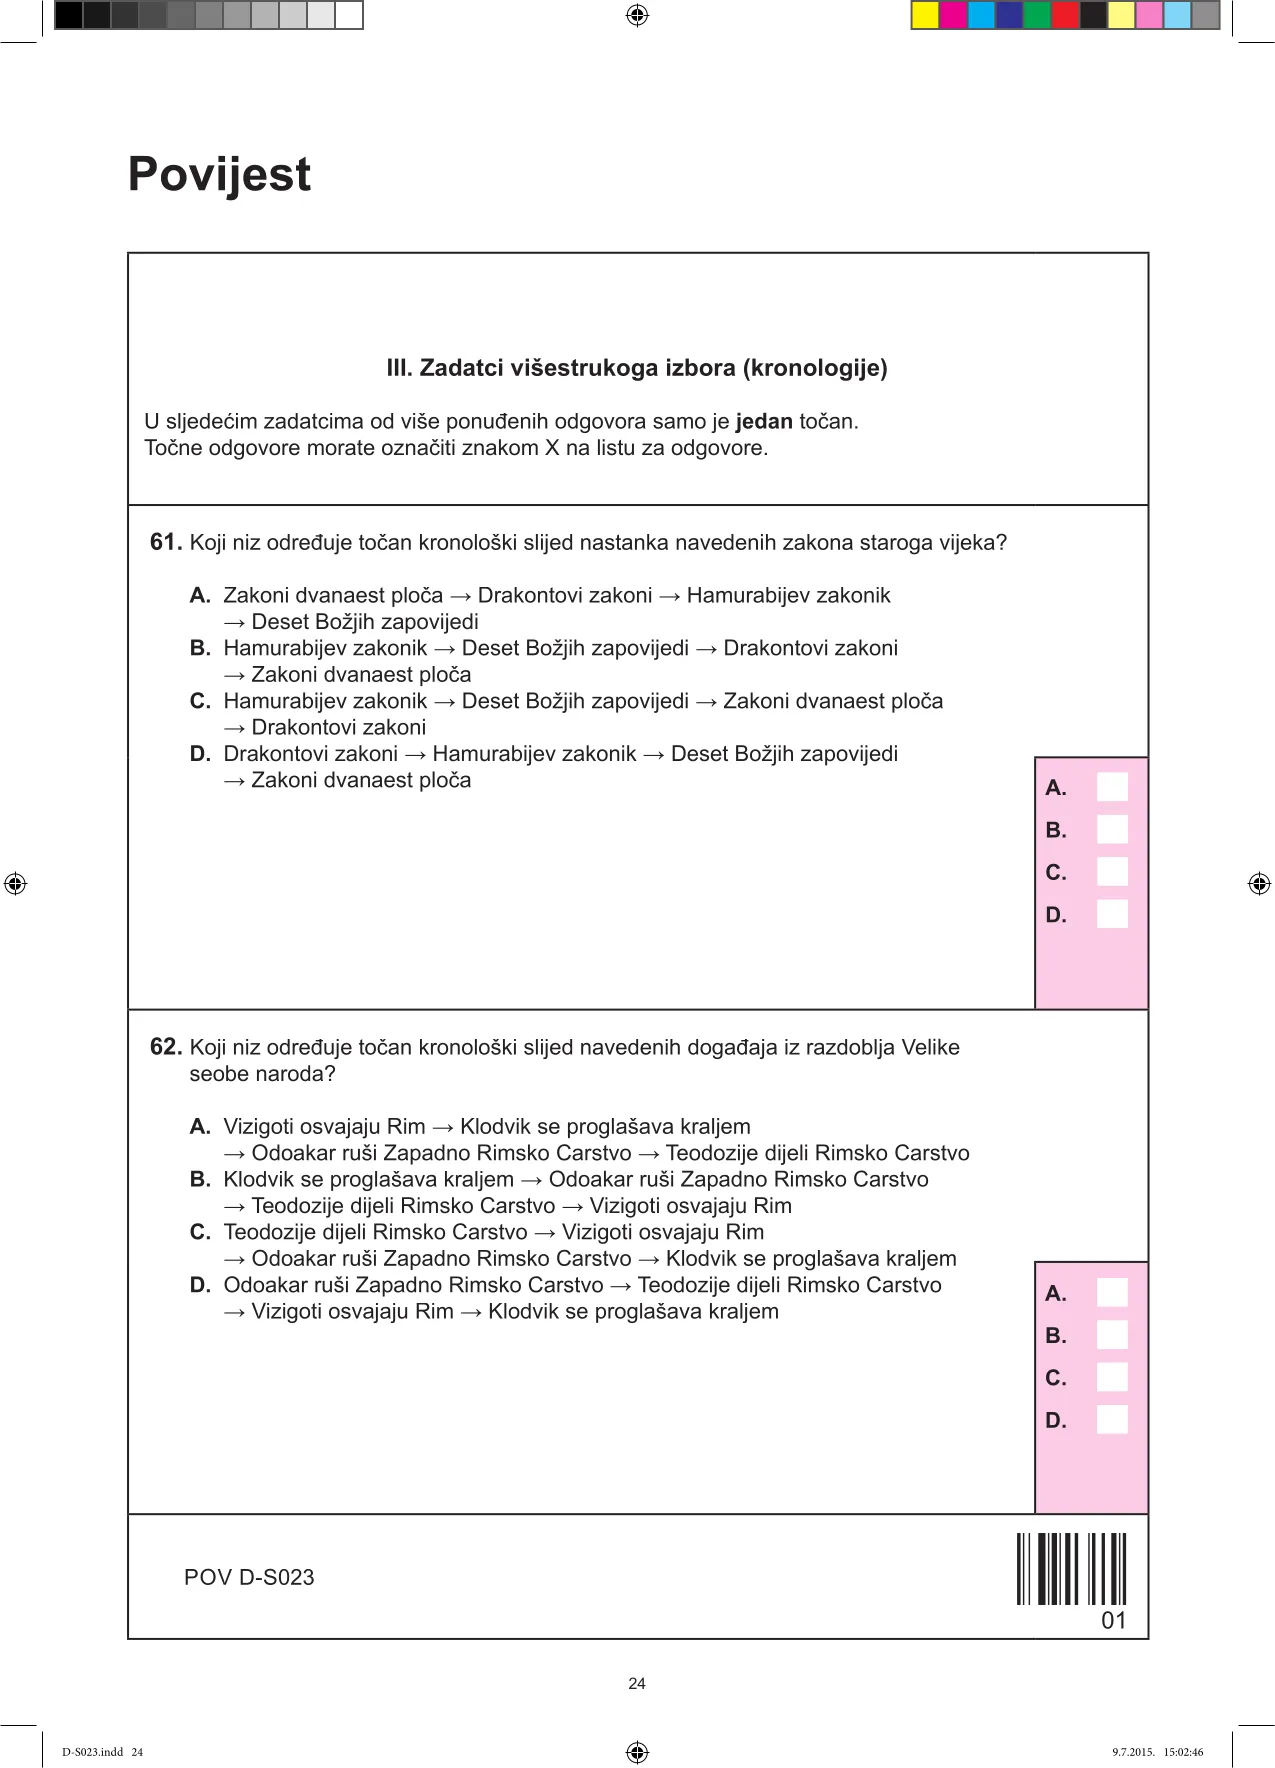 Povijest
III. Zadatci višestrukoga izbora (kronologije)
U sljedećim zadatcima od više ponuđenih odgovora samo je jedan točan.
Točne odgovore morate označiti znakom X na listu za odgovore.
61. Koji niz određuje točan kronološki slijed nastanka navedenih zakona staroga vijeka?
A. Zakoni dvanaest ploča → Drakontovi zakoni → Hamurabijev zakonik
→ Deset Božjih zapovijedi
B. Hamurabijev zakonik → Deset Božjih zapovijedi → Drakontovi zakoni
→ Zakoni dvanaest ploča
C. Hamurabijev zakonik → Deset Božjih zapovijedi → Zakoni dvanaest ploča
→ Drakontovi zakoni
D. Drakontovi zakoni → Hamurabijev zakonik → Deset Božjih zapovijedi
→ Zakoni dvanaest ploča
A.
B.
C.
D.
62. Koji niz određuje točan kronološki slijed navedenih događaja iz razdoblja Velike
seobe naroda?
A. Vizigoti osvajaju Rim → Klodvik se proglašava kraljem
→ Odoakar ruši Zapadno Rimsko Carstvo → Teodozije dijeli Rimsko Carstvo
B. Klodvik se proglašava kraljem → Odoakar ruši Zapadno Rimsko Carstvo
→ Teodozije dijeli Rimsko Carstvo → Vizigoti osvajaju Rim
C. Teodozije dijeli Rimsko Carstvo → Vizigoti osvajaju Rim
→ Odoakar ruši Zapadno Rimsko Carstvo → Klodvik se proglašava kraljem
D. Odoakar ruši Zapadno Rimsko Carstvo → Teodozije dijeli Rimsko Carstvo
→ Vizigoti osvajaju Rim → Klodvik se proglašava kraljem
A.
B.
C.
D.
POV D-S023
01
24
D-S023.indd 24
9.7.2015. 15:02:46